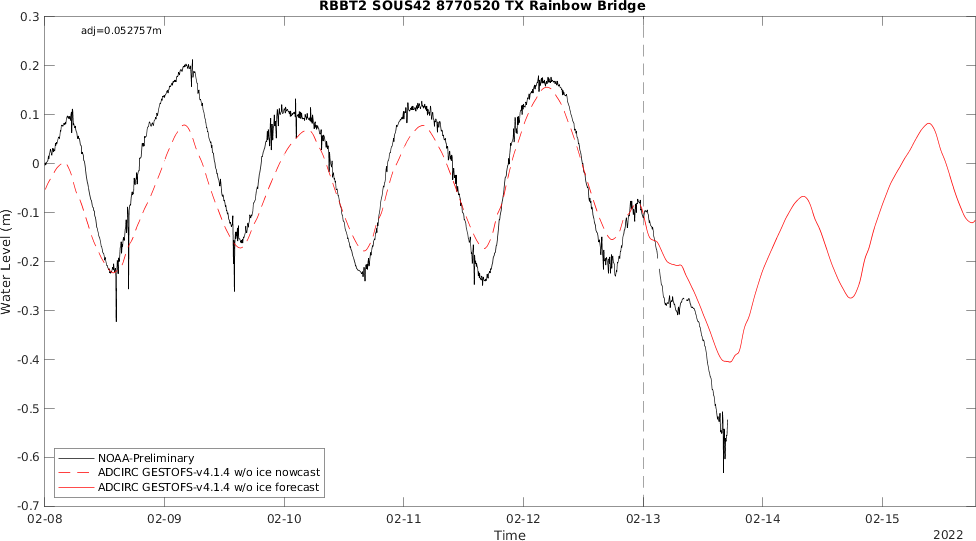 RBBT2 SOUS42 8770520 TX Rainbow Bridge
adj=0.052757m
0.3
0.2
0.1
0
-0.1
-0.2
-0.3
-0.4
-0.5
-0.6
-0.7
Water Level (m)
NOAA-Preliminary
ADCIRC GESTOFS-v4.1.4 w/o ice nowcast
ADCIRC GESTOFS-v4.1.4 w/o ice forecast
02-08 02-09 02-10 02-11 02-12 02-13 02-14 02-15
Time
2022